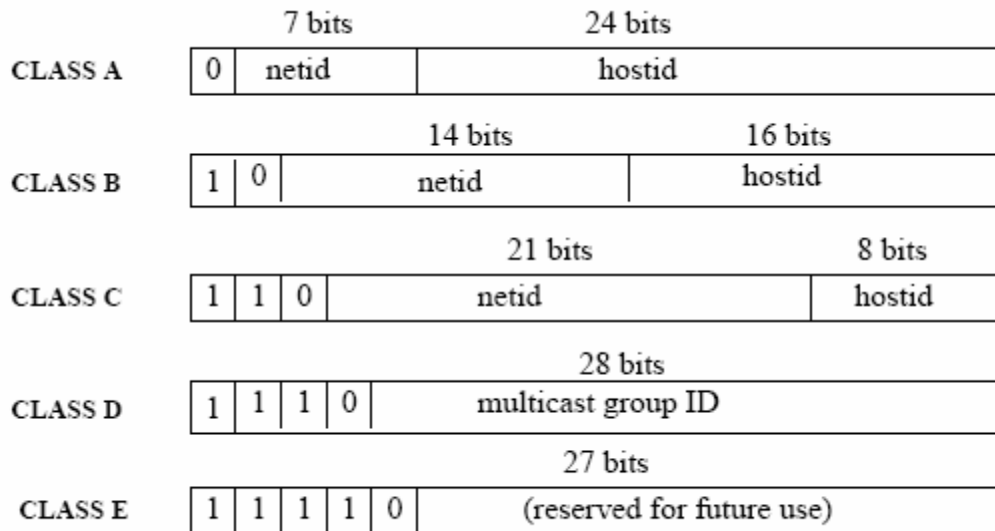 7 bits 24 bits
CLASS A 0 netid hostid
14 bits 16 bits
CLASS B 1 0 netid hostid
21 bits 8 bits
CLASS C 1 1 0 netid hostid
28 bits
CLASS D 1 1 1 0 multicast group ID
27 bits
CLASS E 1 1 1 1 0 (reserved for future use)